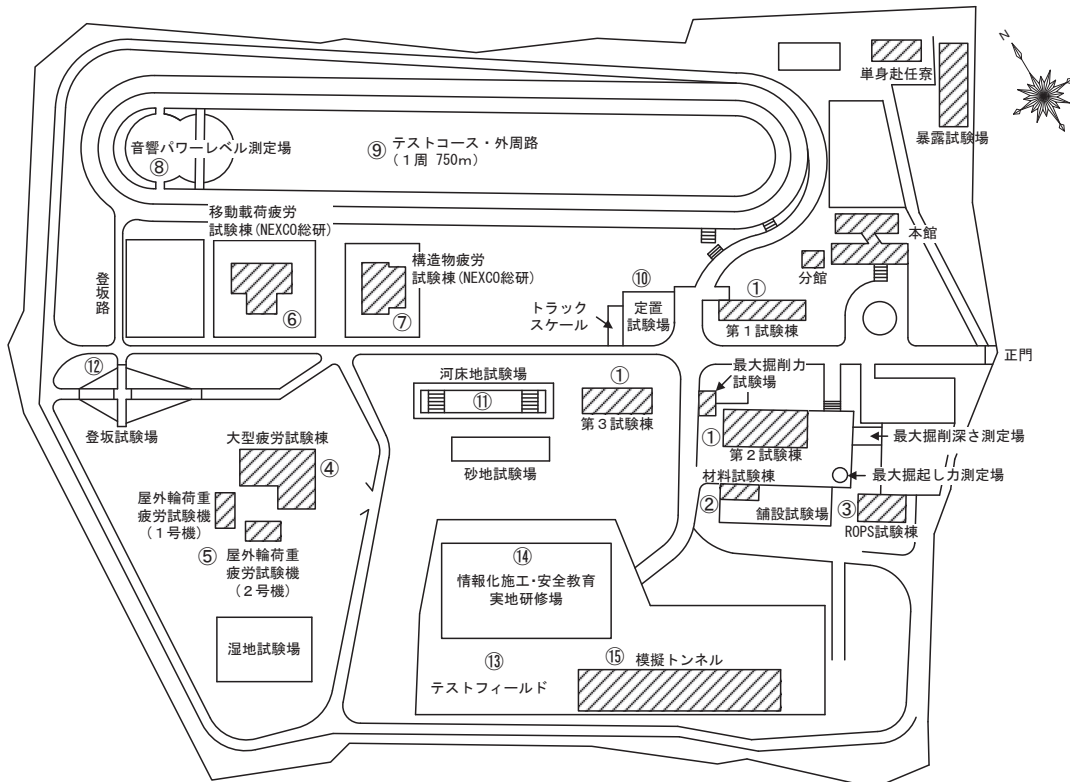 N
単身赴任寮
暴露試験場
音響パワーレベル測定場
⑧
⑨
テストコース・外周路
(1周 750m)
移動載荷疲労
試験棟(NEXCO総研)
⑥
構造物疲労
試験棟(NEXCO総研)
⑦
本館
分館
登坂路
トラック
スケール
⑩
定置
試験場
①
第1試験棟
正門
⑫
登坂試験場
河床地試験場
⑪
①
第3試験棟
最大掘削力
試験場
①
第2試験棟
最大掘削深さ測定場
最大掘起し力測定場
砂地試験場
材料試験棟
②
舗設試験場
③
ROPS試験棟
大型疲労試験棟
④
屋外輪荷重
疲労試験機
(1号機)
⑤
屋外輪荷重
疲労試験機
(2号機)
湿地試験場
⑭
情報化施工・安全教育
実地研修場
⑬
テストフィールド
⑮
模擬トンネル